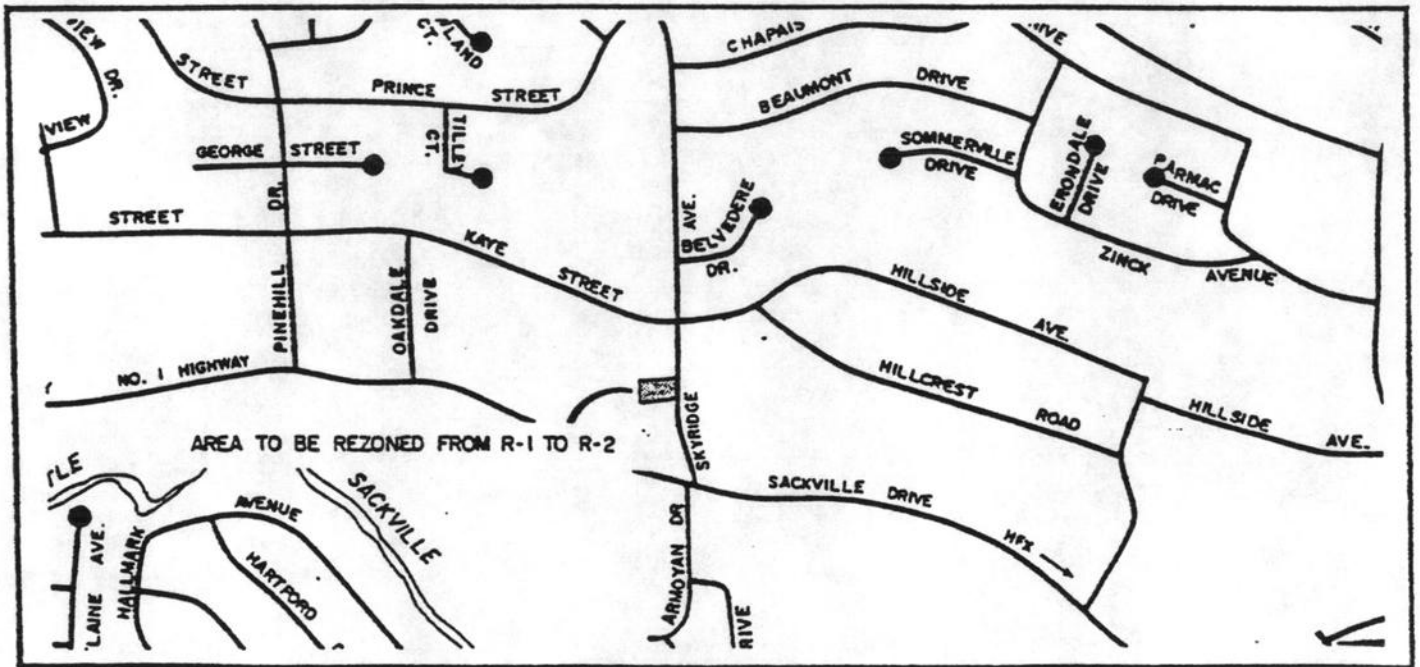 VIEW DR.
STREET
PRINCE STREET
CT.
CHAPAIS
BEAUMONT DRIVE
VIEW
GEORGE STREET
TILLEY CT.
SOMMERVILLE DRIVE
ERONDALE DRIVE
PARMAC DRIVE
STREET
PINEHILL DR.
KAYE STREET
AVE.
BELVEDERE DR.
ZINCK AVENUE
OAKDALE DRIVE
HILLSIDE AVE.
NO. 1 HIGHWAY
HILLCREST ROAD
HILLSIDE AVE.
AREA TO BE REZONED FROM R-1 TO R-2
SKYRIDGE
TLE
SACKVILLE
SACKVILLE DRIVE
HALLMARK AVENUE
HARTFORD
LAINE AVE.
ARMOYAN DR
RIVE
HFX